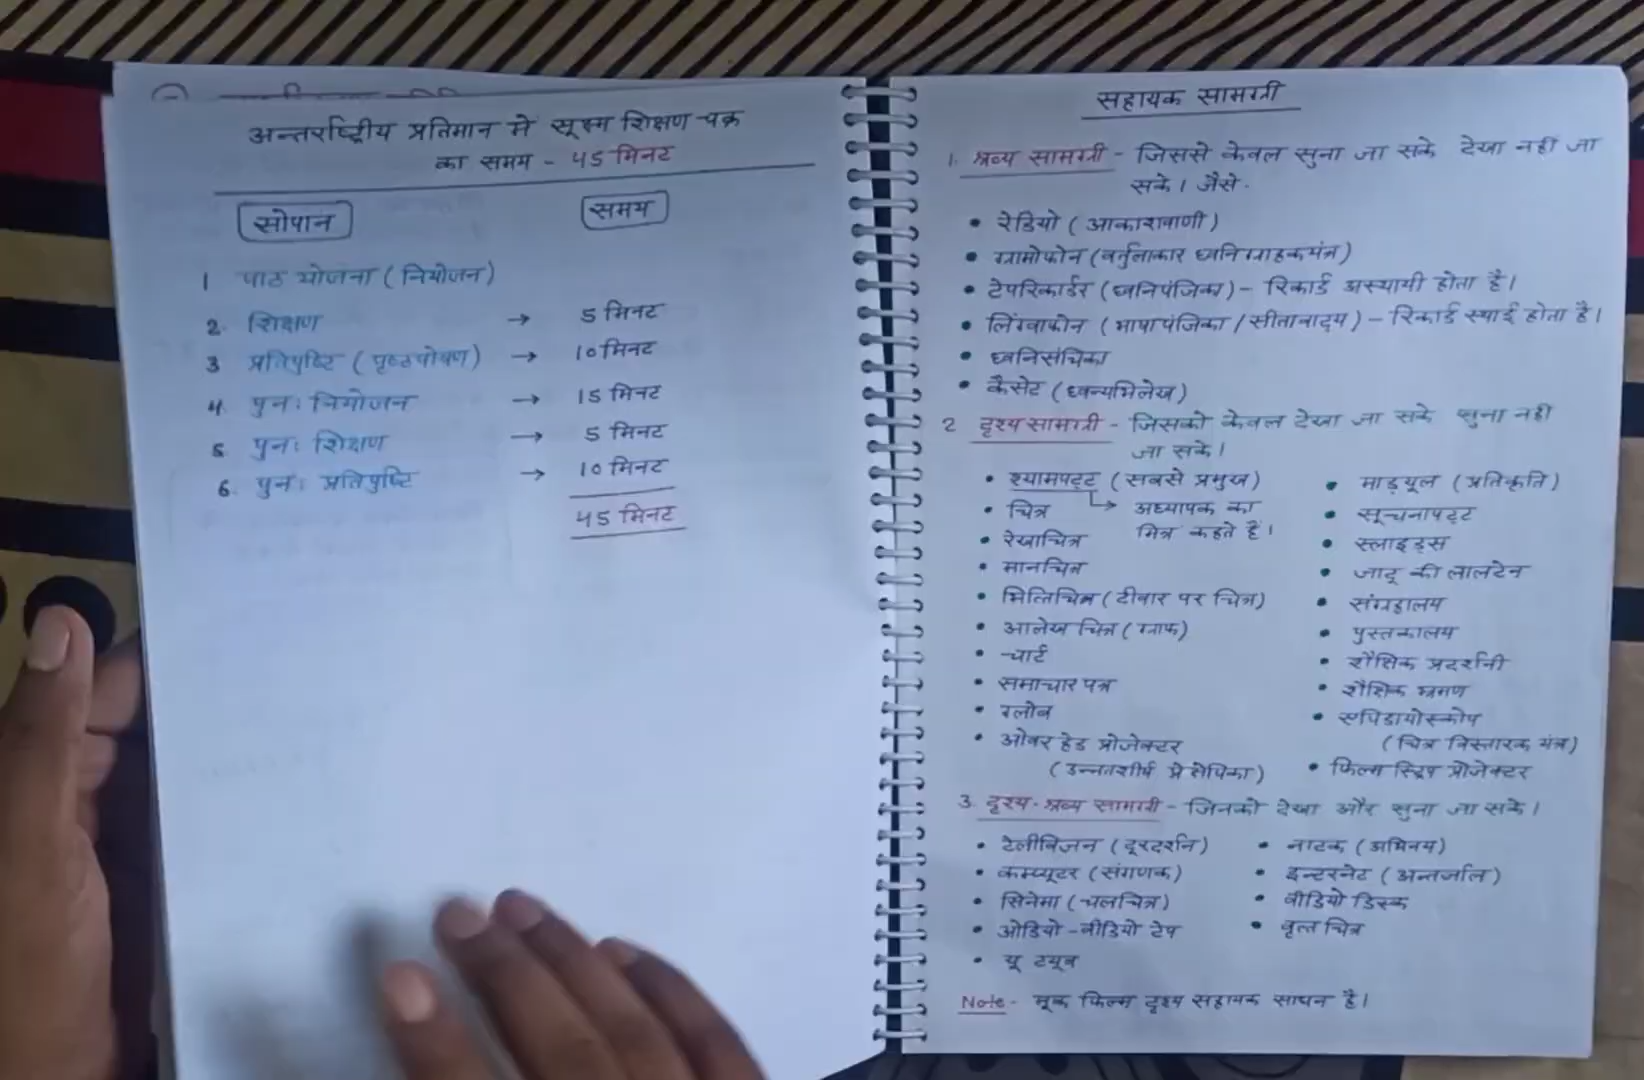 अन्तर्राष्ट्रीय प्रतिमान में सूक्ष्म शिक्षण चक्र
का समय - 45 मिनट
सोपान समय
1 पाठ योजना (नियोजन)
2. शिक्षण → 5 मिनट
3 प्रतिपुष्टि (पृष्ठपोषण) → 10 मिनट
4. पुनः नियोजन → 15 मिनट
5 पुनः शिक्षण → 5 मिनट
6. पुनः प्रतिपुष्टि → 10 मिनट
45 मिनट
सहायक सामग्री
1. श्रव्य सामग्री - जिससे केवल सुना जा सके देखा नहीं जा
सके। जैसे-
• रेडियो (आकाशवाणी)
• ग्रामोफोन (वर्तुलाकार ध्वनिग्राहकयंत्र)
• टेपरिकार्डर (ध्वनिपंजिका) - रिकार्ड अस्थायी होता है।
• लिंग्वाफोन (भाषापंजिका / सीतावाद्य) - रिकार्ड स्थाई होता है।
• ध्वनिसंचिका
• कैसेट (ध्वन्यभिलेख)
2 दृश्य सामग्री - जिसको केवल देखा जा सके सुना नहीं
जा सके।
• श्यामपट्ट (सबसे प्रमुख)
↳ अध्यापक का
मित्र कहते हैं।
• चित्र
• रेखाचित्र
• मानचित्र
• भित्तिचित्र (दीवार पर चित्र)
• आलेख चित्र (ग्राफ)
• चार्ट
• समाचार पत्र
• ग्लोब
• ओवर हेड प्रोजेक्टर
(उन्नतशीर्ष प्रक्षेपिका)
• माड्यूल (प्रतिकृति)
• सूचनापट्ट
• स्लाइड्स
• जादू की लालटेन
• संग्रहालय
• पुस्तकालय
• शैक्षिक प्रदर्शनी
• शैक्षिक भ्रमण
• एपिडायोस्कोप
(चित्र विस्तारक यंत्र)
• फिल्म स्ट्रिप प्रोजेक्टर
3. दृश्य-श्रव्य सामग्री - जिनको देखा और सुना जा सके।
• टेलीविजन (दूरदर्शन)
• कम्प्यूटर (संगणक)
• सिनेमा (चलचित्र)
• ओडियो-वीडियो टेप
• यू टयूब
• नाटक (अभिनय)
• इन्टरनेट (अन्तर्जाल)
• वीडियो डिस्क
• वृत्त चित्र
Note - मूक फिल्म दृश्य सहायक साधन है।